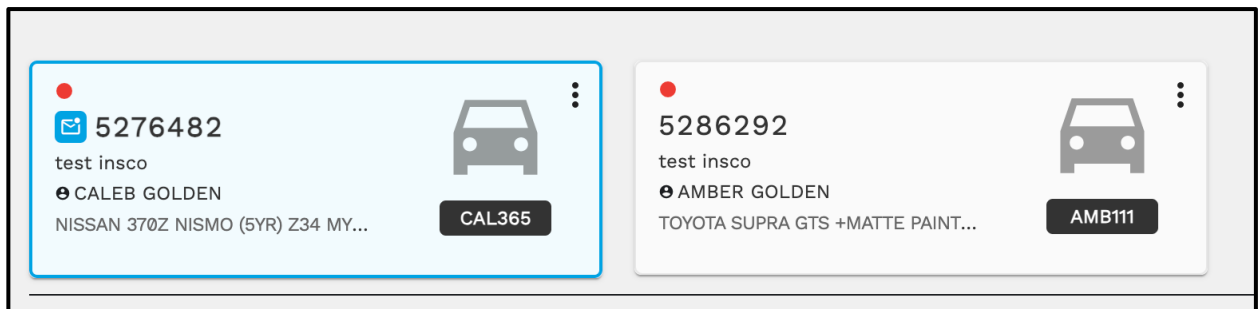 5276482
test insco
CALEB GOLDEN
NISSAN 370Z NISMO (5YR) Z34 MY...
CAL365
5286292
test insco
AMBER GOLDEN
TOYOTA SUPRA GTS +MATTE PAINT...
AMB111